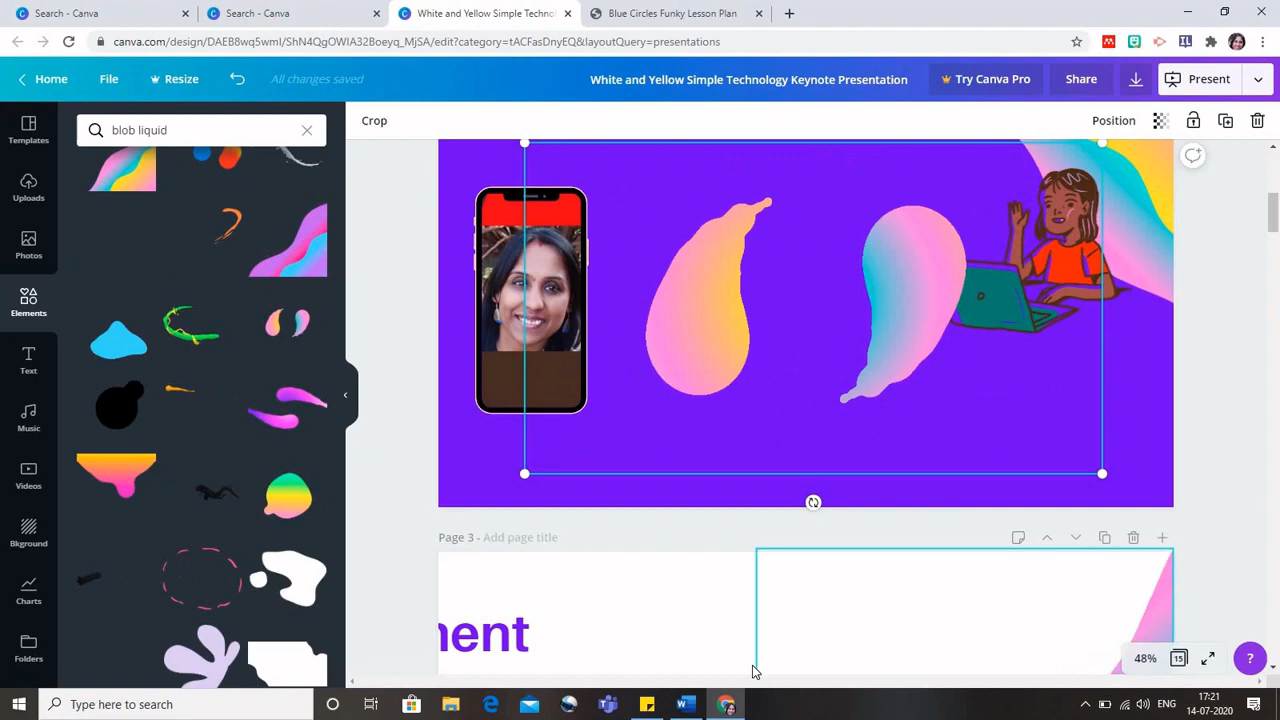 Search - Canva
Search - Canva
White and Yellow Simple Technolo
Blue Circles Funky Lesson Plan
canva.com/design/DAEB8wq5wmI/ShN4QgOWIA32Bqeyq_MjSA/edit?category=tACFasDnyEQ&layoutQuery=presentations
Home
File
Resize
All changes saved
White and Yellow Simple Technology Keynote Presentation
Try Canva Pro
Share
Present
Templates
blob liquid
Crop
Position
Uploads
Photos
Elements
Text
Music
Videos
Bkground
Charts
Folders
Page 3 - Add page title
ment
48%
15
?
Type here to search
ENG
17:21
14-07-2020